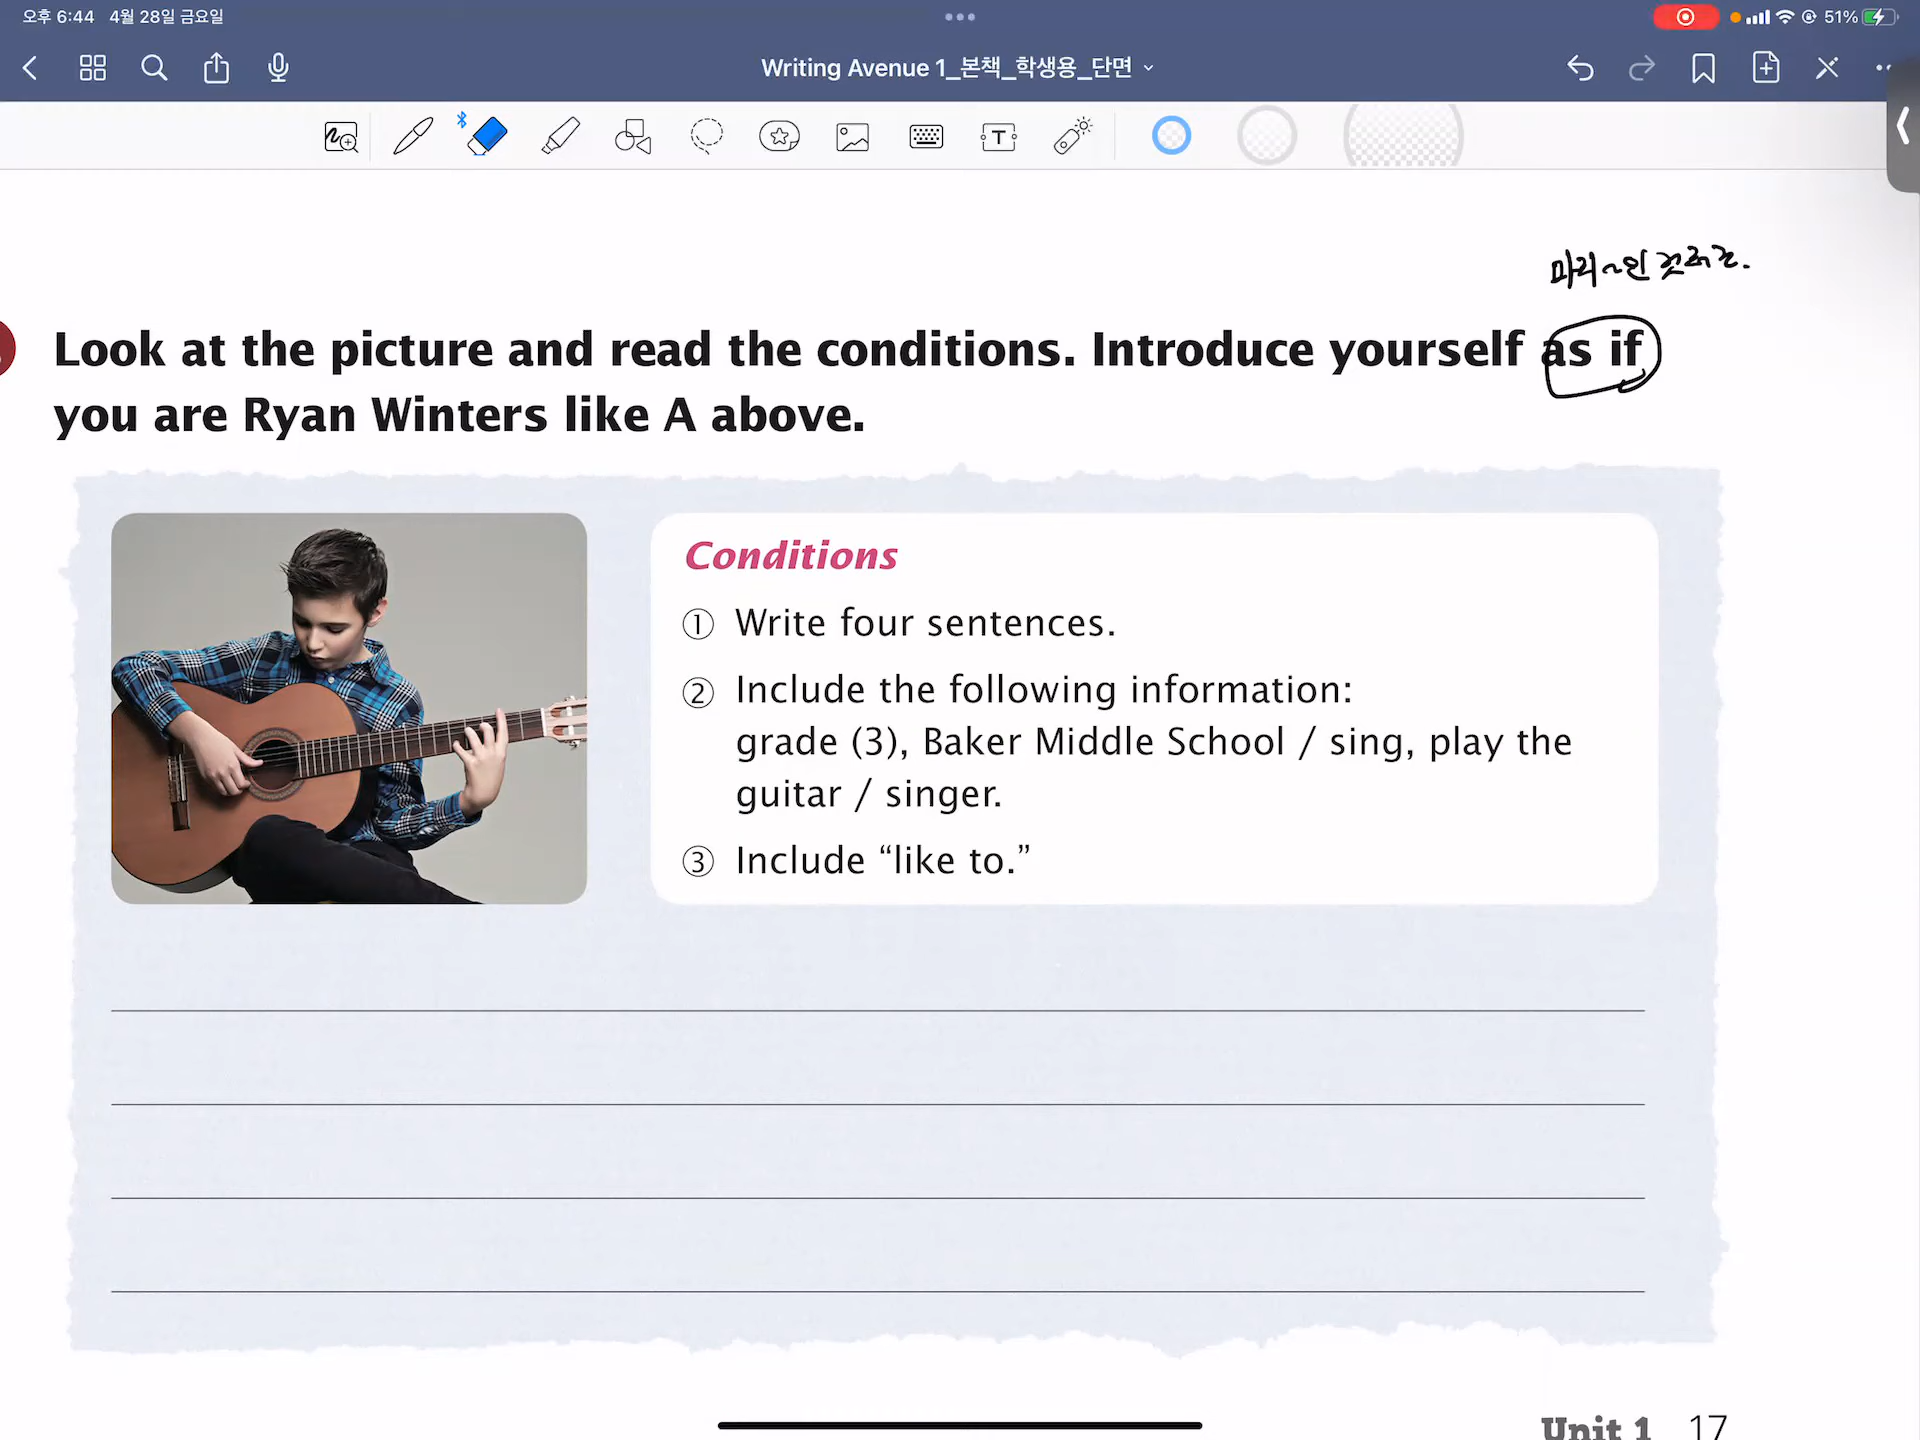 오후 6:44 4월 28일 금요일
51%
Writing Avenue 1_본책_학생용_단면
T
마리~인 것처럼.
Look at the picture and read the conditions. Introduce yourself as if
you are Ryan Winters like A above.
Conditions
① Write four sentences.
② Include the following information:
grade (3), Baker Middle School / sing, play the
guitar / singer.
③ Include “like to.”
Unit 1 17